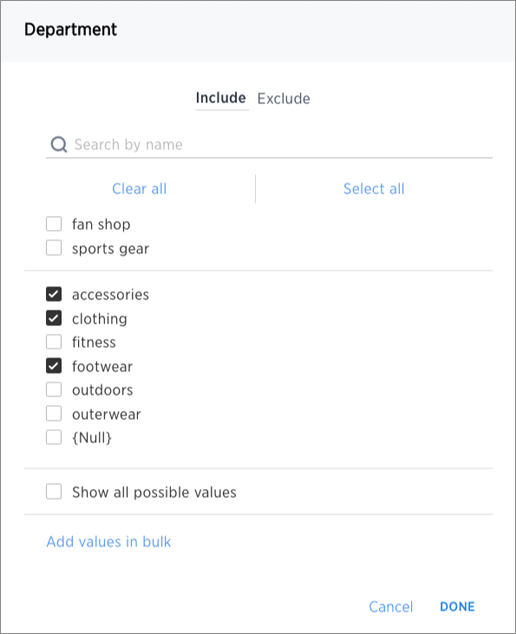 Department
Include Exclude
Search by name
Clear all Select all
fan shop
sports gear
accessories
clothing
fitness
footwear
outdoors
outerwear
{Null}
Show all possible values
Add values in bulk
Cancel DONE